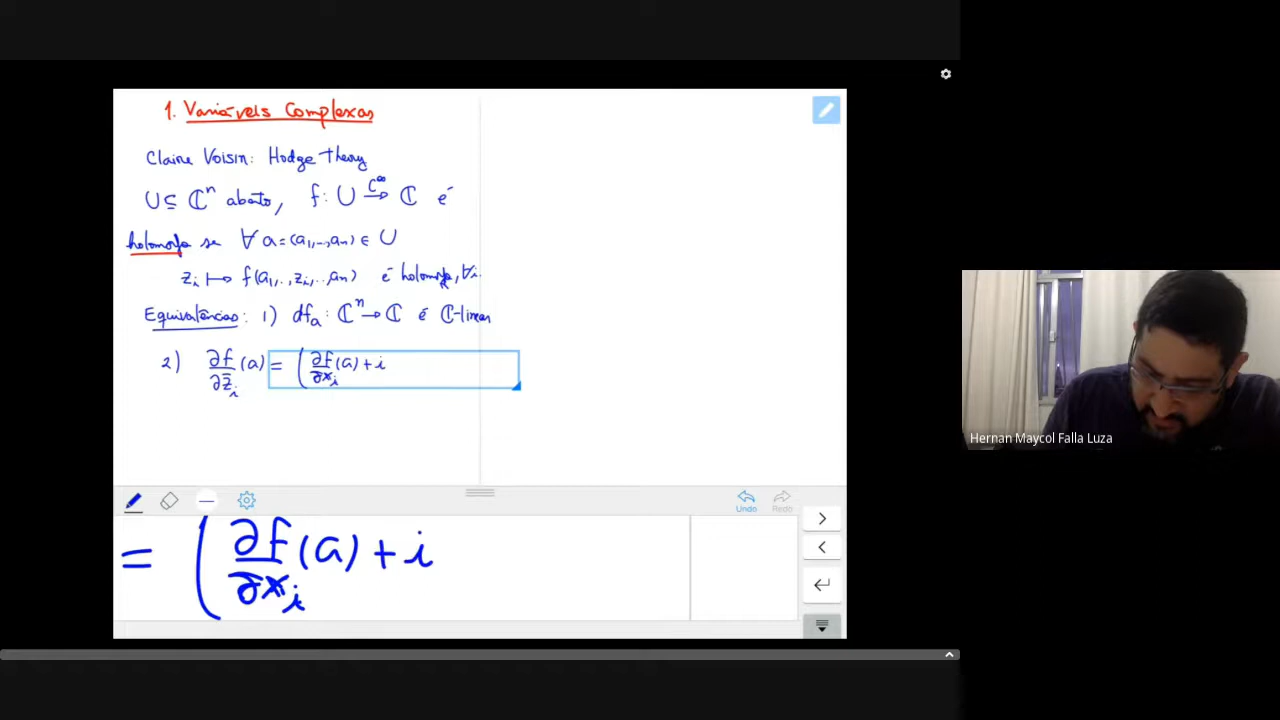 1. Variáveis Complexas
Claire Voisin: Hodge Theory
U ⊆ ℂⁿ aberto, f: U →^{C^∞} ℂ é
holomorfa se ∀ a = (a₁, ..., aₙ) ∈ U
zᵢ ↦ f(a₁, .., zᵢ, .., aₙ) é holomorfa, ∀i.
Equivalências: 1) dfₐ : ℂⁿ → ℂ é ℂ-linear
2) ∂f/∂z̄ᵢ (a) = ( ∂f/∂xᵢ (a) + i
Undo Redo
= ( ∂f/∂xᵢ (a) + i
Hernan Maycol Falla Luza